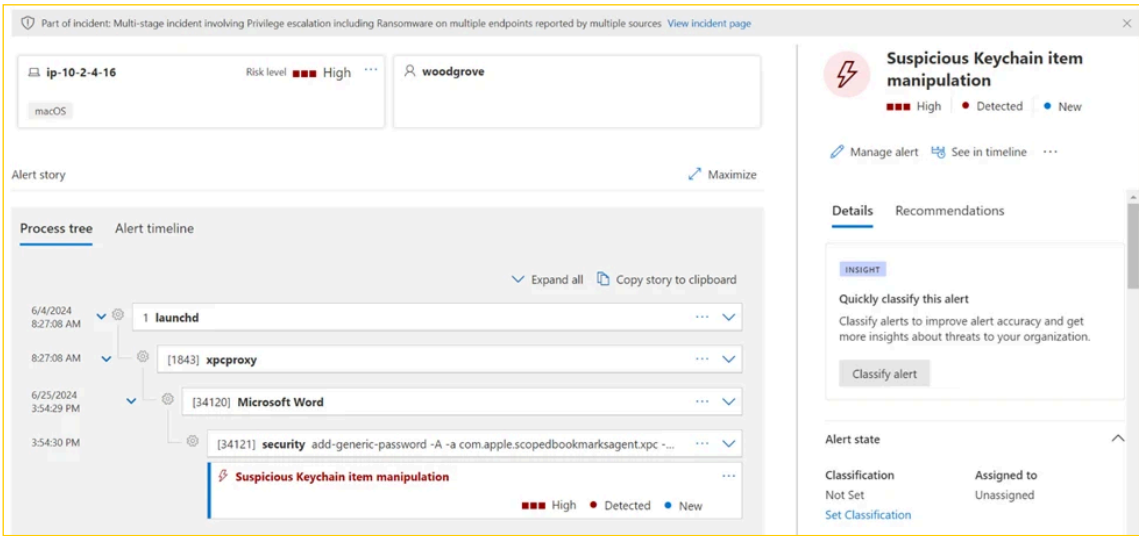 Part of incident: Multi-stage incident involving Privilege escalation including Ransomware on multiple endpoints reported by multiple sources View incident page
ip-10-2-4-16
Risk level High ...
macOS
woodgrove
Alert story
Maximize
Process tree Alert timeline
Expand all Copy story to clipboard
6/4/2024
8:27:08 AM
1 launchd ...
8:27:08 AM
[1843] xpcproxy ...
6/25/2024
3:54:29 PM
[34120] Microsoft Word ...
3:54:30 PM
[34121] security add-generic-password -A -a com.apple.scopedbookmarksagent.xpc -... ...
Suspicious Keychain item manipulation ...
High Detected New
Suspicious Keychain item
manipulation
High Detected New
Manage alert See in timeline ...
Details Recommendations
INSIGHT
Quickly classify this alert
Classify alerts to improve alert accuracy and get
more insights about threats to your organization.
Classify alert
Alert state
Classification Assigned to
Not Set Unassigned
Set Classification